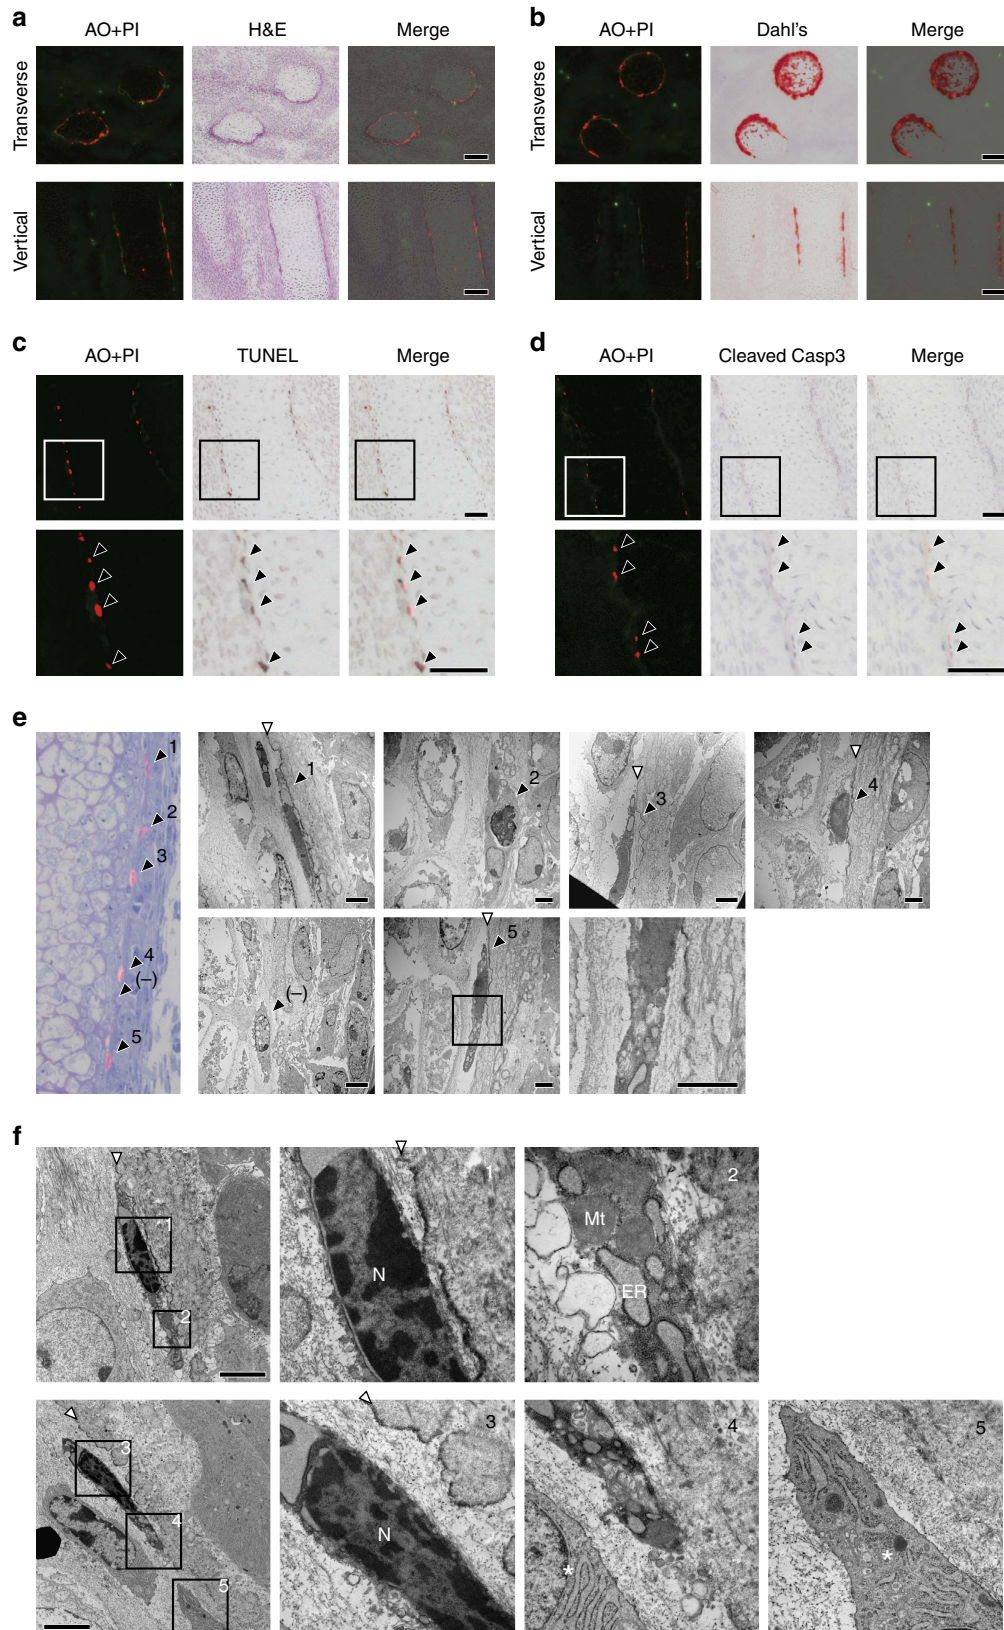 a
AO+PI H&E Merge
Transverse
Vertical
b
AO+PI Dahl's Merge
Transverse
Vertical
c
AO+PI TUNEL Merge
d
AO+PI Cleaved Casp3 Merge
e
1
2
3
4
(–)
5
1
2
3
4
(–)
5
f
1
2
N
1
Mt
ER
2
3
4
5
N
3
4
*
5
*